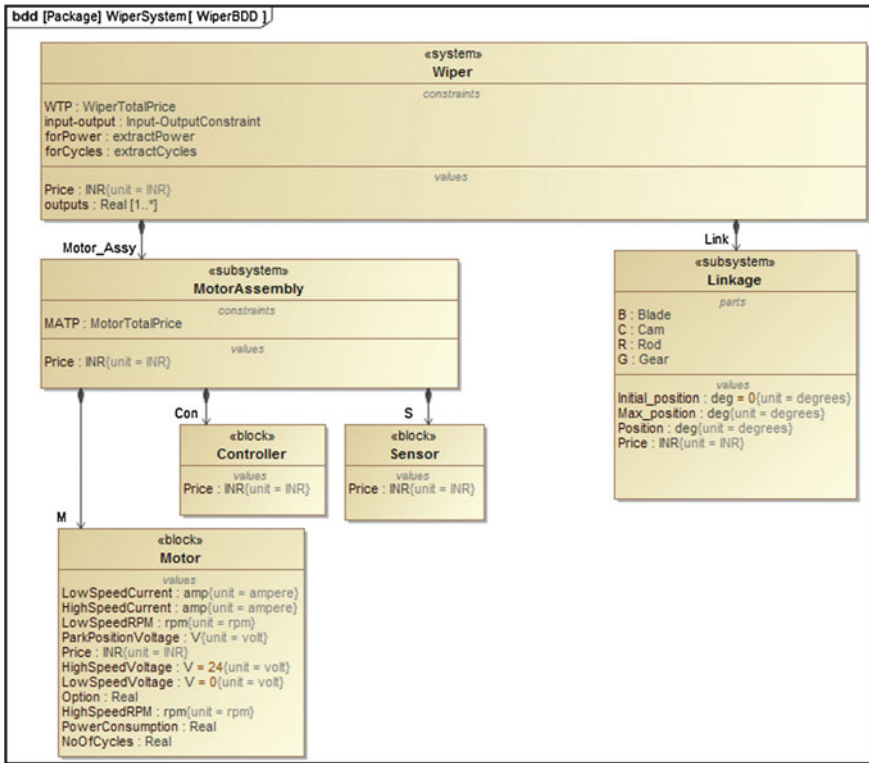 bdd [Package] WiperSystem[ WiperBDD ]
«system»
Wiper
constraints
WTP : WiperTotalPrice
input-output : Input-OutputConstraint
forPower : extractPower
forCycles : extractCycles
values
Price : INR{unit = INR}
outputs : Real [1..*]
Motor_Assy
Link
«subsystem»
MotorAssembly
constraints
MATP : MotorTotalPrice
values
Price : INR{unit = INR}
«subsystem»
Linkage
parts
B : Blade
C : Cam
R : Rod
G : Gear
values
Initial_position : deg = 0{unit = degrees}
Max_position : deg{unit = degrees}
Position : deg{unit = degrees}
Price : INR{unit = INR}
Con
S
«block»
Controller
values
Price : INR{unit = INR}
«block»
Sensor
values
Price : INR{unit = INR}
M
«block»
Motor
values
LowSpeedCurrent : amp{unit = ampere}
HighSpeedCurrent : amp{unit = ampere}
LowSpeedRPM : rpm{unit = rpm}
ParkPositionVoltage : V{unit = volt}
Price : INR{unit = INR}
HighSpeedVoltage : V = 24{unit = volt}
LowSpeedVoltage : V = 0{unit = volt}
Option : Real
HighSpeedRPM : rpm{unit = rpm}
PowerConsumption : Real
NoOfCycles : Real